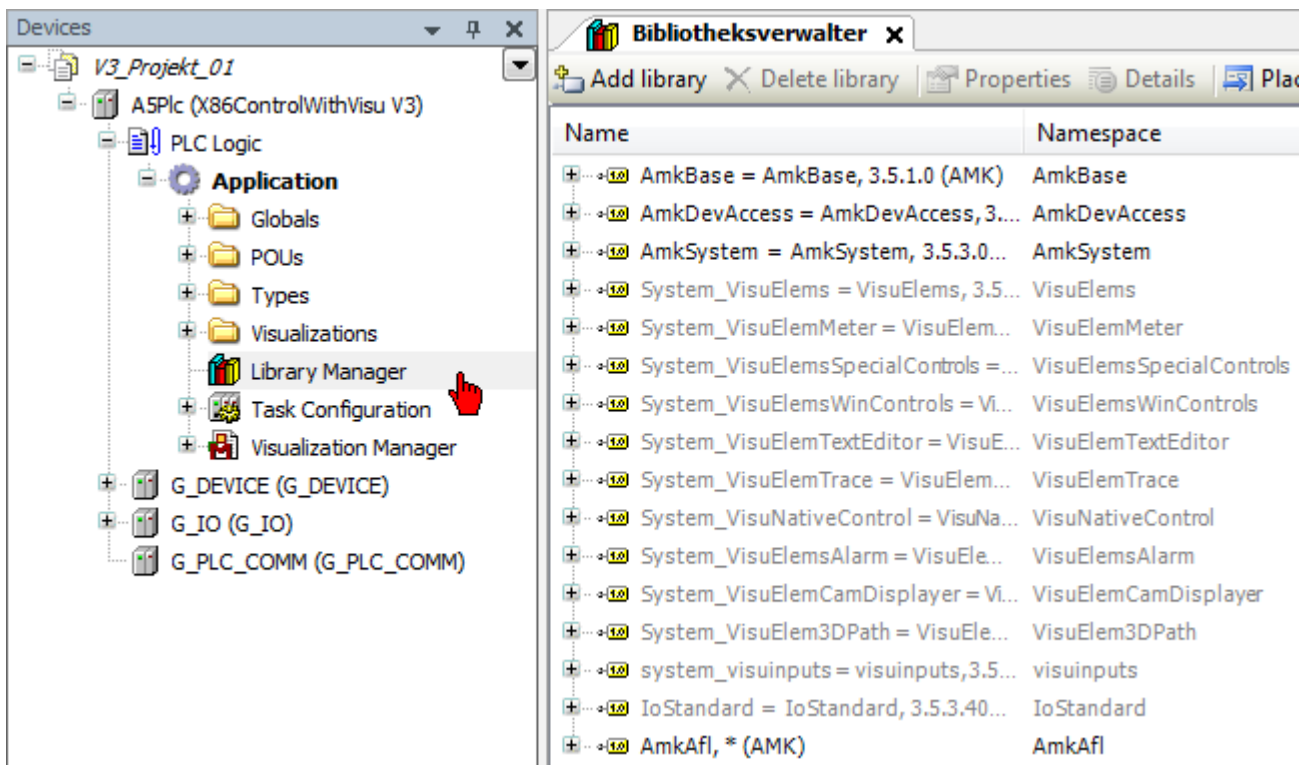 Devices
V3_Projekt_01
A5Plc (X86ControlWithVisu V3)
PLC Logic
Application
Globals
POUs
Types
Visualizations
Library Manager
Task Configuration
Visualization Manager
G_DEVICE (G_DEVICE)
G_IO (G_IO)
G_PLC_COMM (G_PLC_COMM)
Bibliotheksverwalter
Add library Delete library Properties Details Plac
Name Namespace
AmkBase = AmkBase, 3.5.1.0 (AMK) AmkBase
AmkDevAccess = AmkDevAccess, 3.... AmkDevAccess
AmkSystem = AmkSystem, 3.5.3.0... AmkSystem
System_VisuElems = VisuElems, 3.5... VisuElems
System_VisuElemMeter = VisuElem... VisuElemMeter
System_VisuElemsSpecialControls = ... VisuElemsSpecialControls
System_VisuElemsWinControls = Vi... VisuElemsWinControls
System_VisuElemTextEditor = VisuE... VisuElemTextEditor
System_VisuElemTrace = VisuElem... VisuElemTrace
System_VisuNativeControl = VisuNa... VisuNativeControl
System_VisuElemsAlarm = VisuEle... VisuElemsAlarm
System_VisuElemCamDisplayer = Vi... VisuElemCamDisplayer
System_VisuElem3DPath = VisuEle... VisuElem3DPath
system_visuinputs = visuinputs, 3.5... visuinputs
IoStandard = IoStandard, 3.5.3.40... IoStandard
AmkAfl, * (AMK) AmkAfl